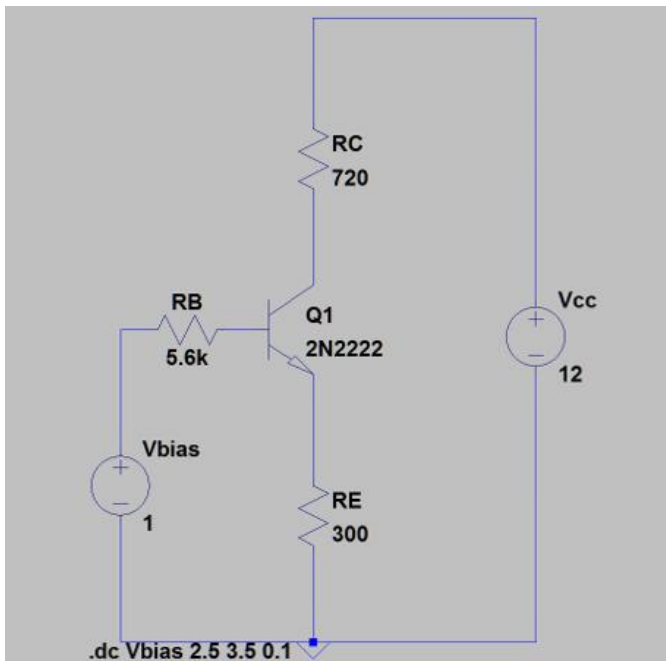 RC
720
RB
5.6k
Q1
2N2222
Vcc
12
Vbias
1
RE
300
.dc Vbias 2.5 3.5 0.1